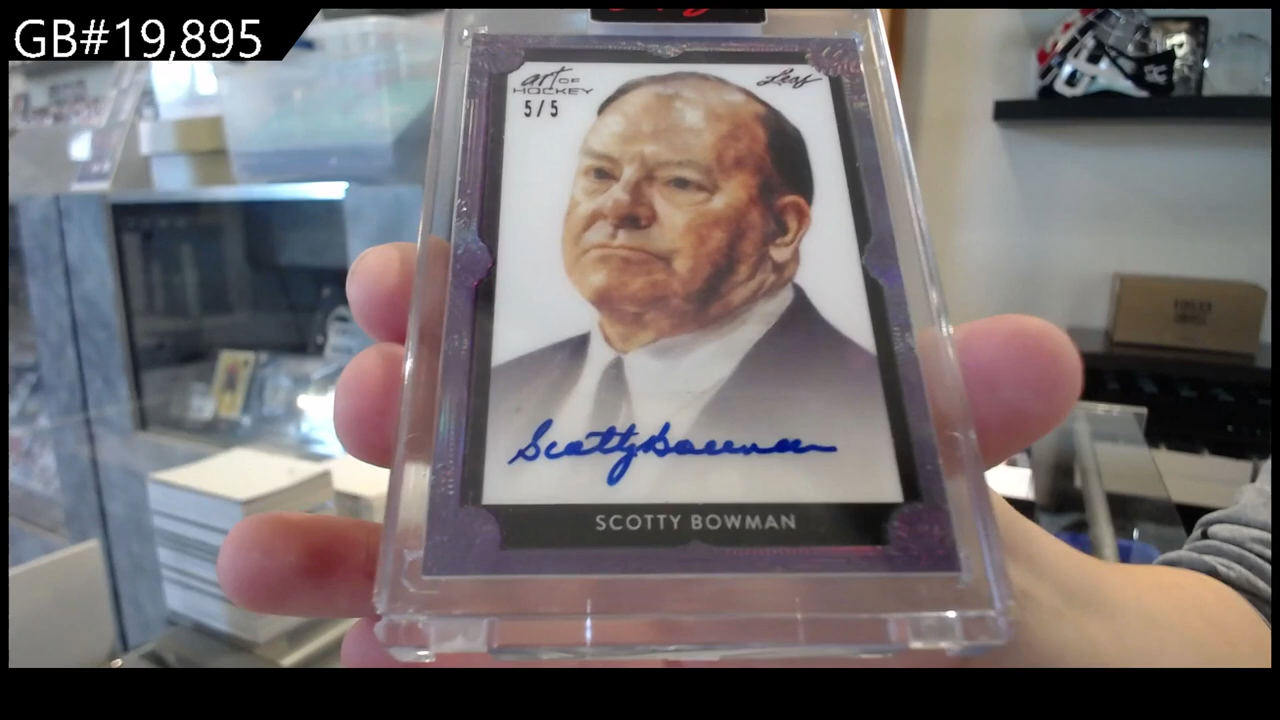 GB#19,895
art OF
HOCKEY
Leaf
5/5
Scotty Bowman
SCOTTY BOWMAN